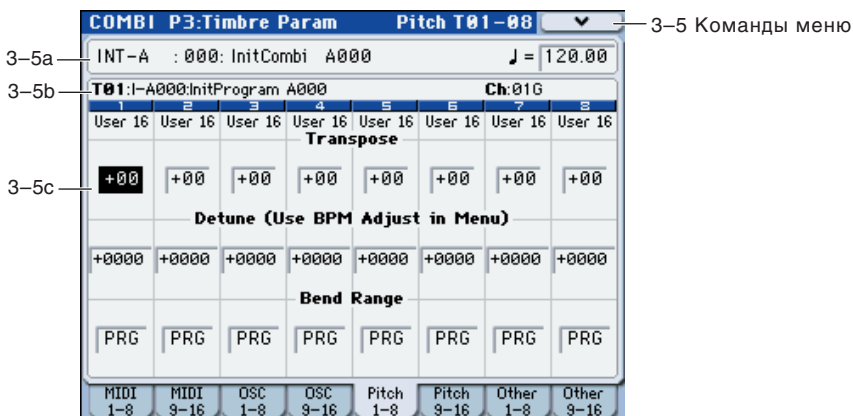 COMBI P3:Timbre Param Pitch T01-08
3–5 Команды меню
3–5a
INT-A :000: InitCombi A000 ♩= 120.00
3–5b
T01:I-A000:InitProgram A000 Ch:01G
1 2 3 4 5 6 7 8
User 16 User 16 User 16 User 16 User 16 User 16 User 16 User 16
Transpose
3–5c
+00 +00 +00 +00 +00 +00 +00 +00
Detune (Use BPM Adjust in Menu)
+0000 +0000 +0000 +0000 +0000 +0000 +0000 +0000
Bend Range
PRG PRG PRG PRG PRG PRG PRG PRG
MIDI 1-8 MIDI 9-16 OSC 1-8 OSC 9-16 Pitch 1-8 Pitch 9-16 Other 1-8 Other 9-16